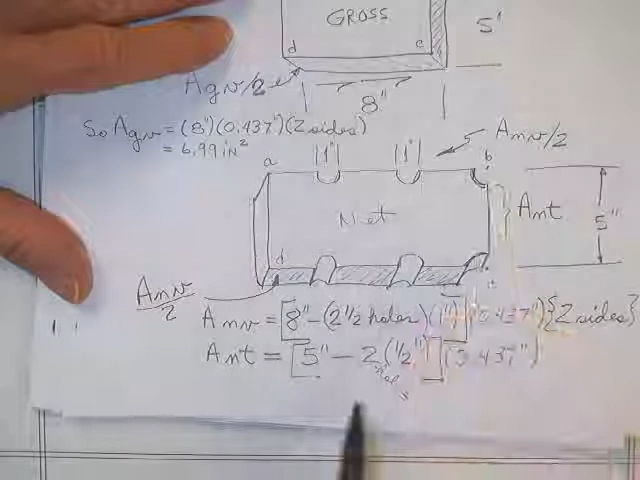 GROSS
d
c
5'
Agv/2
8"
So Agv = (8")(0.437")(2 sides)
= 6.99 in²
|1"|
|1"|
Anv/2
a
b
Net
Ant
5"
d
c
Anv/2
Anv = [8" - (2 1/2 holes)(1")](0.437"){2 sides}
Ant = [5" - 2(1/2")](0.437")